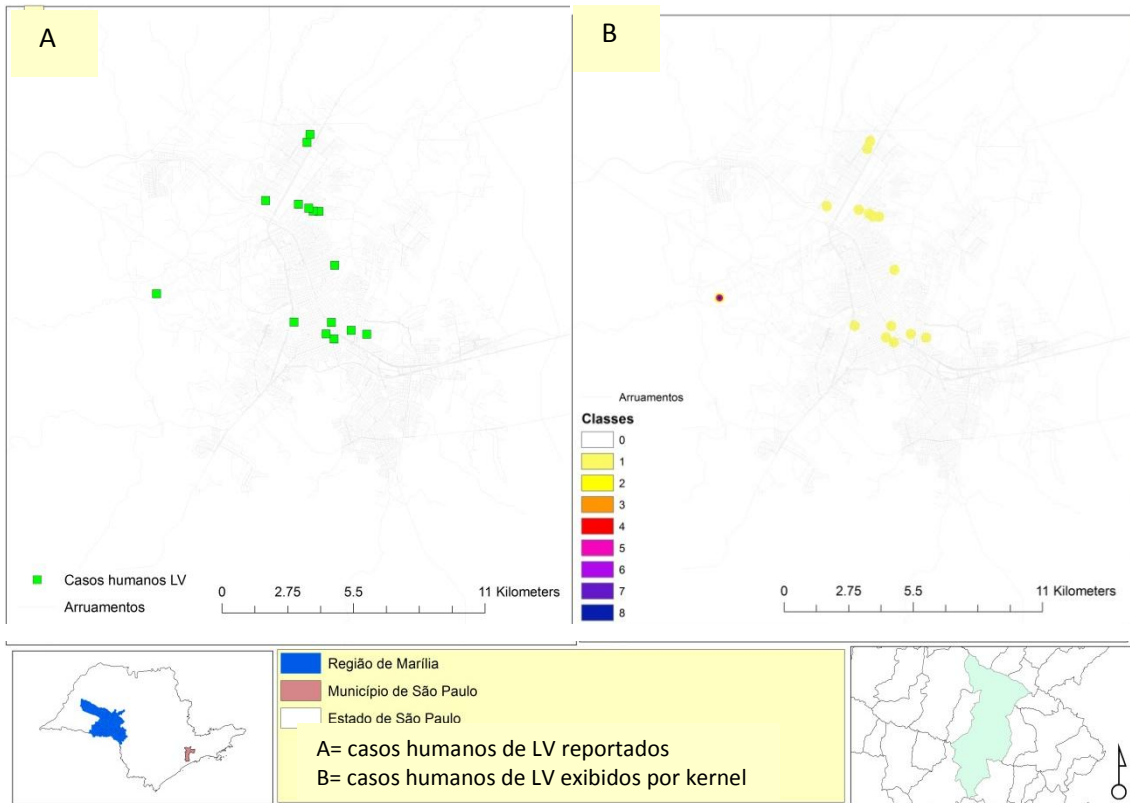 A
B
Casos humanos LV
Arruamentos
0 2.75 5.5 11 Kilometers
Arruamentos
Classes
0
1
2
3
4
5
6
7
8
0 2.75 5.5 11 Kilometers
Região de Marília
Município de São Paulo
Estado de São Paulo
A= casos humanos de LV reportados
B= casos humanos de LV exibidos por kernel